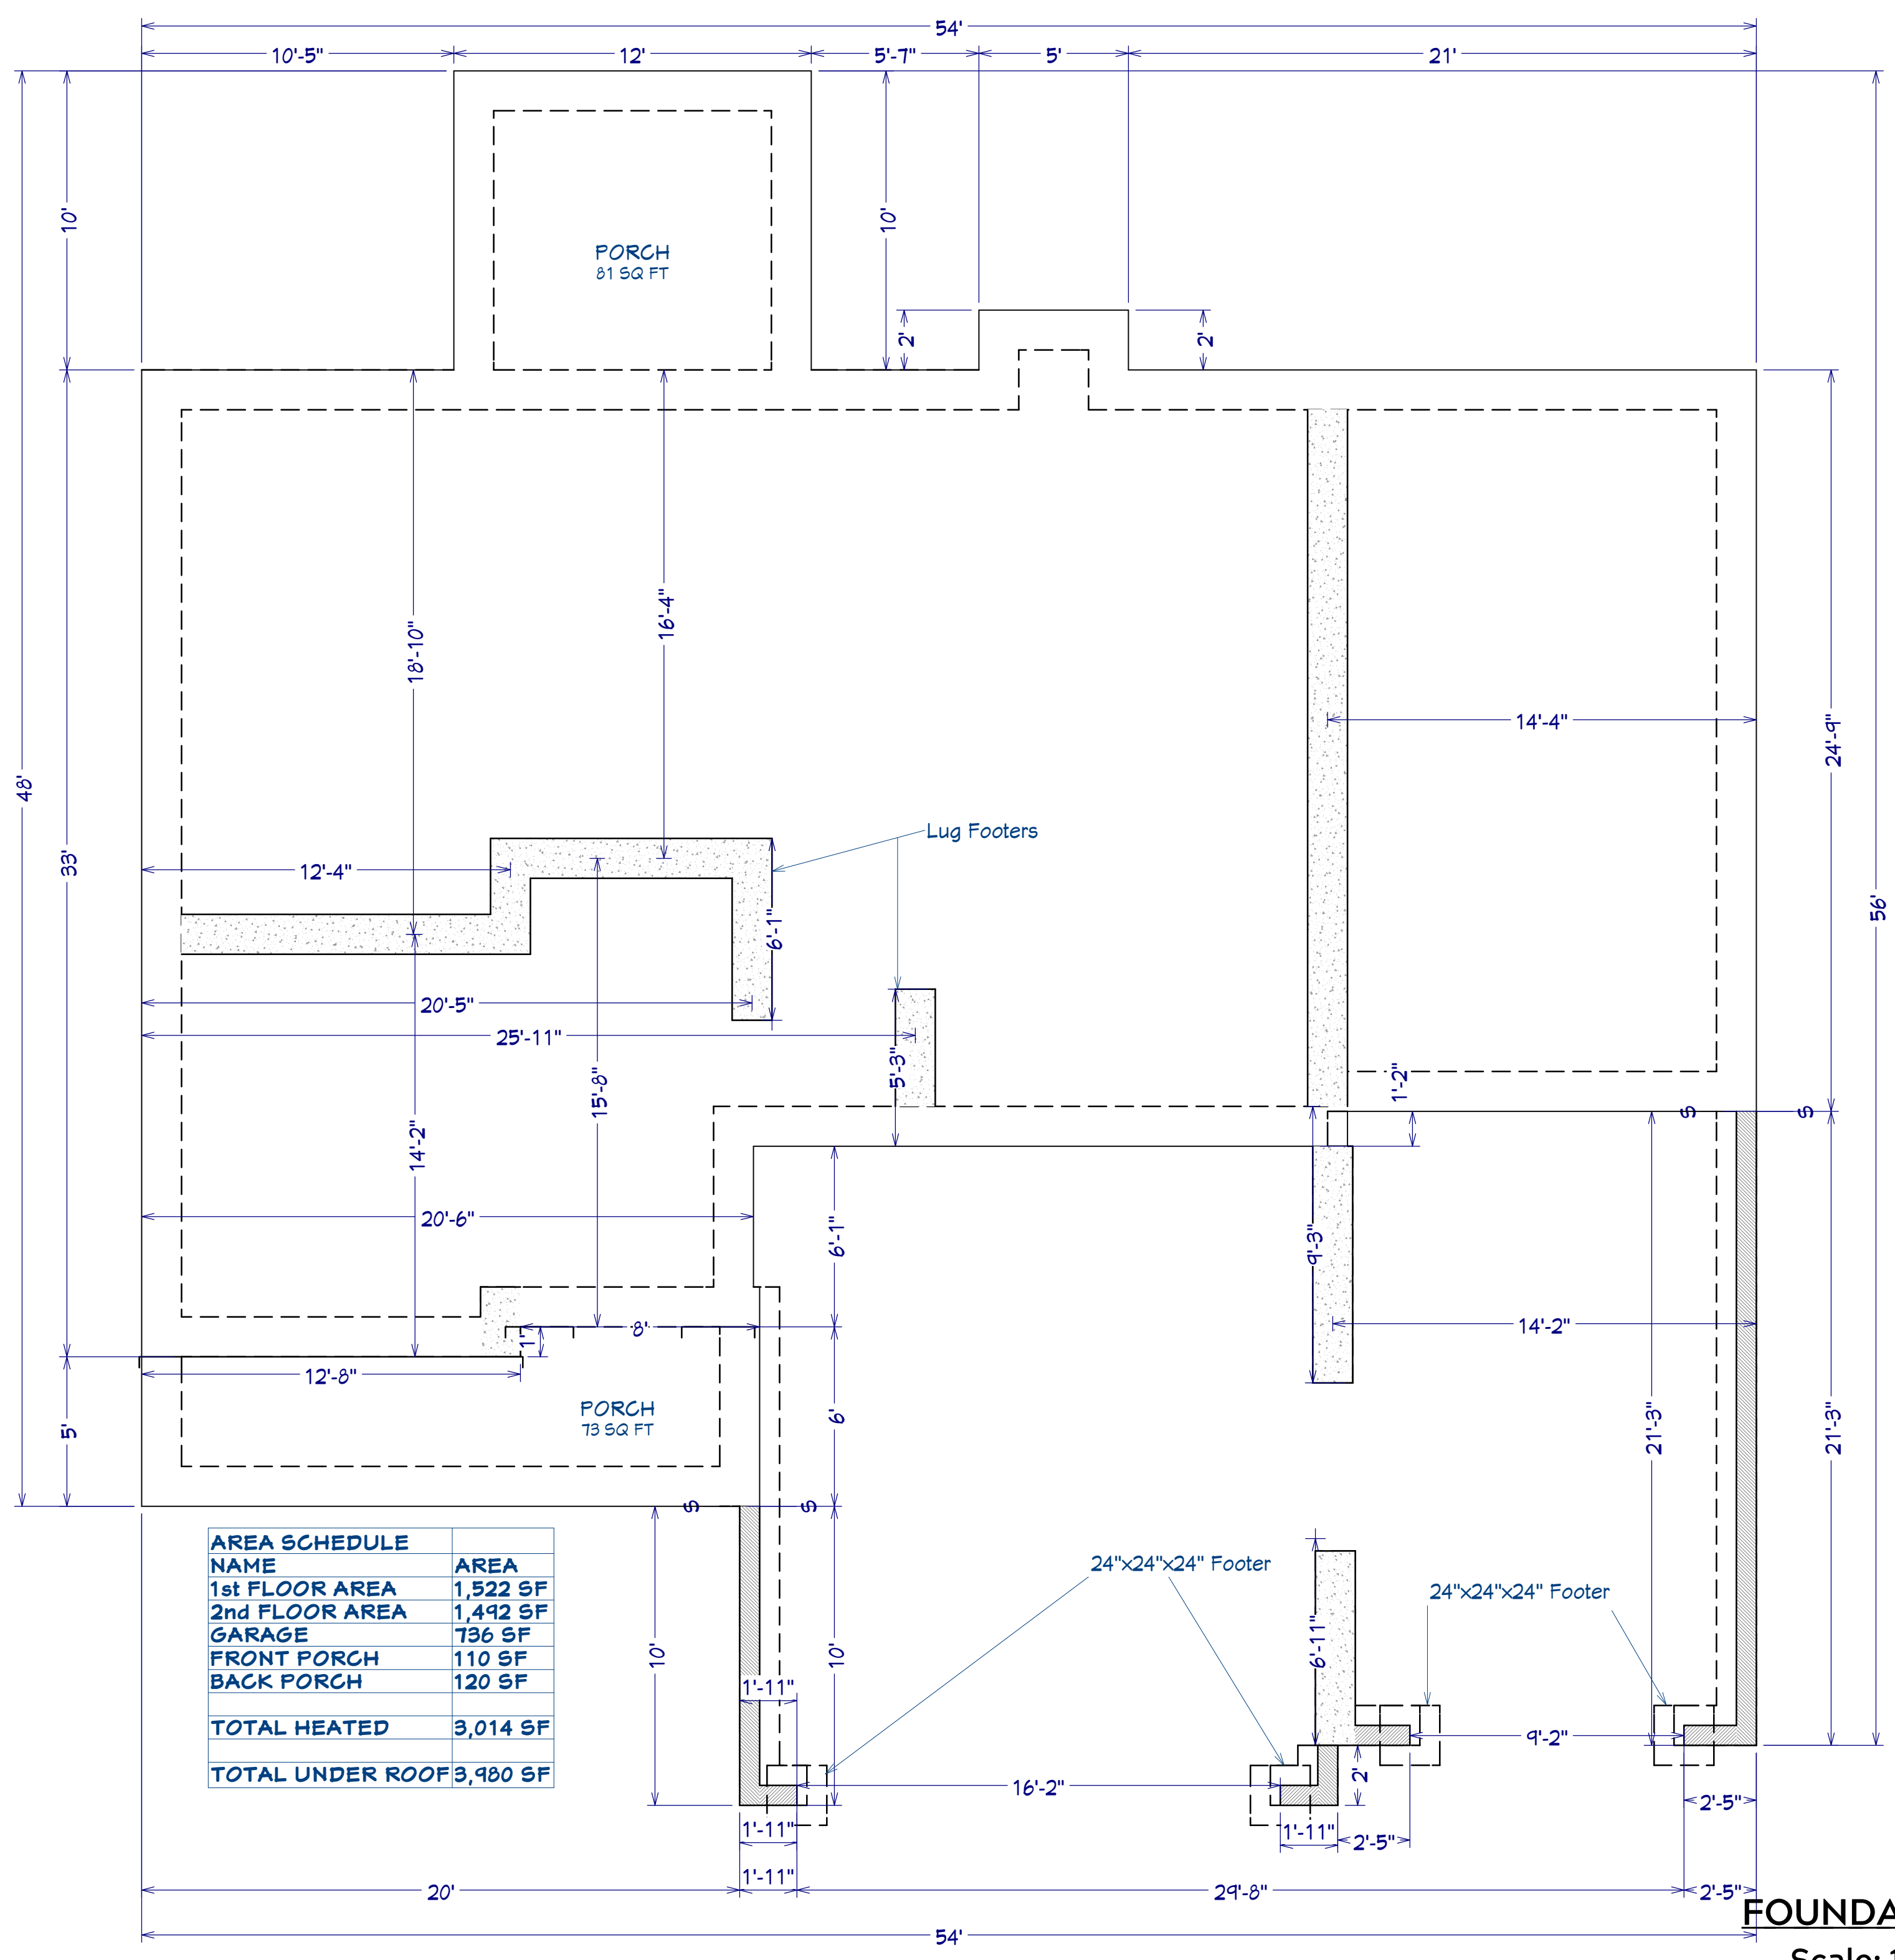 54'
10'-5" 12' 5'-7" 5' 21'
10'
10'
PORCH
81 SQ FT
2'
2'
16'-4"
18'-10"
14'-4"
24'-9"
48'
Lug Footers
33'
12'-4"
56'
6'-1"
20'-5"
25'-11"
5'-3"
15'-8"
1'-2"
S S
14'-2"
20'-6"
6'-1"
9'-3"
8'
1'
14'-2"
12'-8"
PORCH
73 SQ FT
6'
5'
21'-3"
21'-3"
S S
AREA SCHEDULE
NAME AREA
1st FLOOR AREA 1,522 SF
2nd FLOOR AREA 1,492 SF
GARAGE 736 SF
FRONT PORCH 110 SF
BACK PORCH 120 SF
TOTAL HEATED 3,014 SF
TOTAL UNDER ROOF 3,980 SF
24"x24"x24" Footer
24"x24"x24" Footer
6'-11"
10'
10'
1'-11"
9'-2"
16'-2"
2'
2'-5"
1'-11"
1'-11"
2'-5"
1'-11"
20'
29'-8"
2'-5"
54'
FOUNDA
Scale: 1